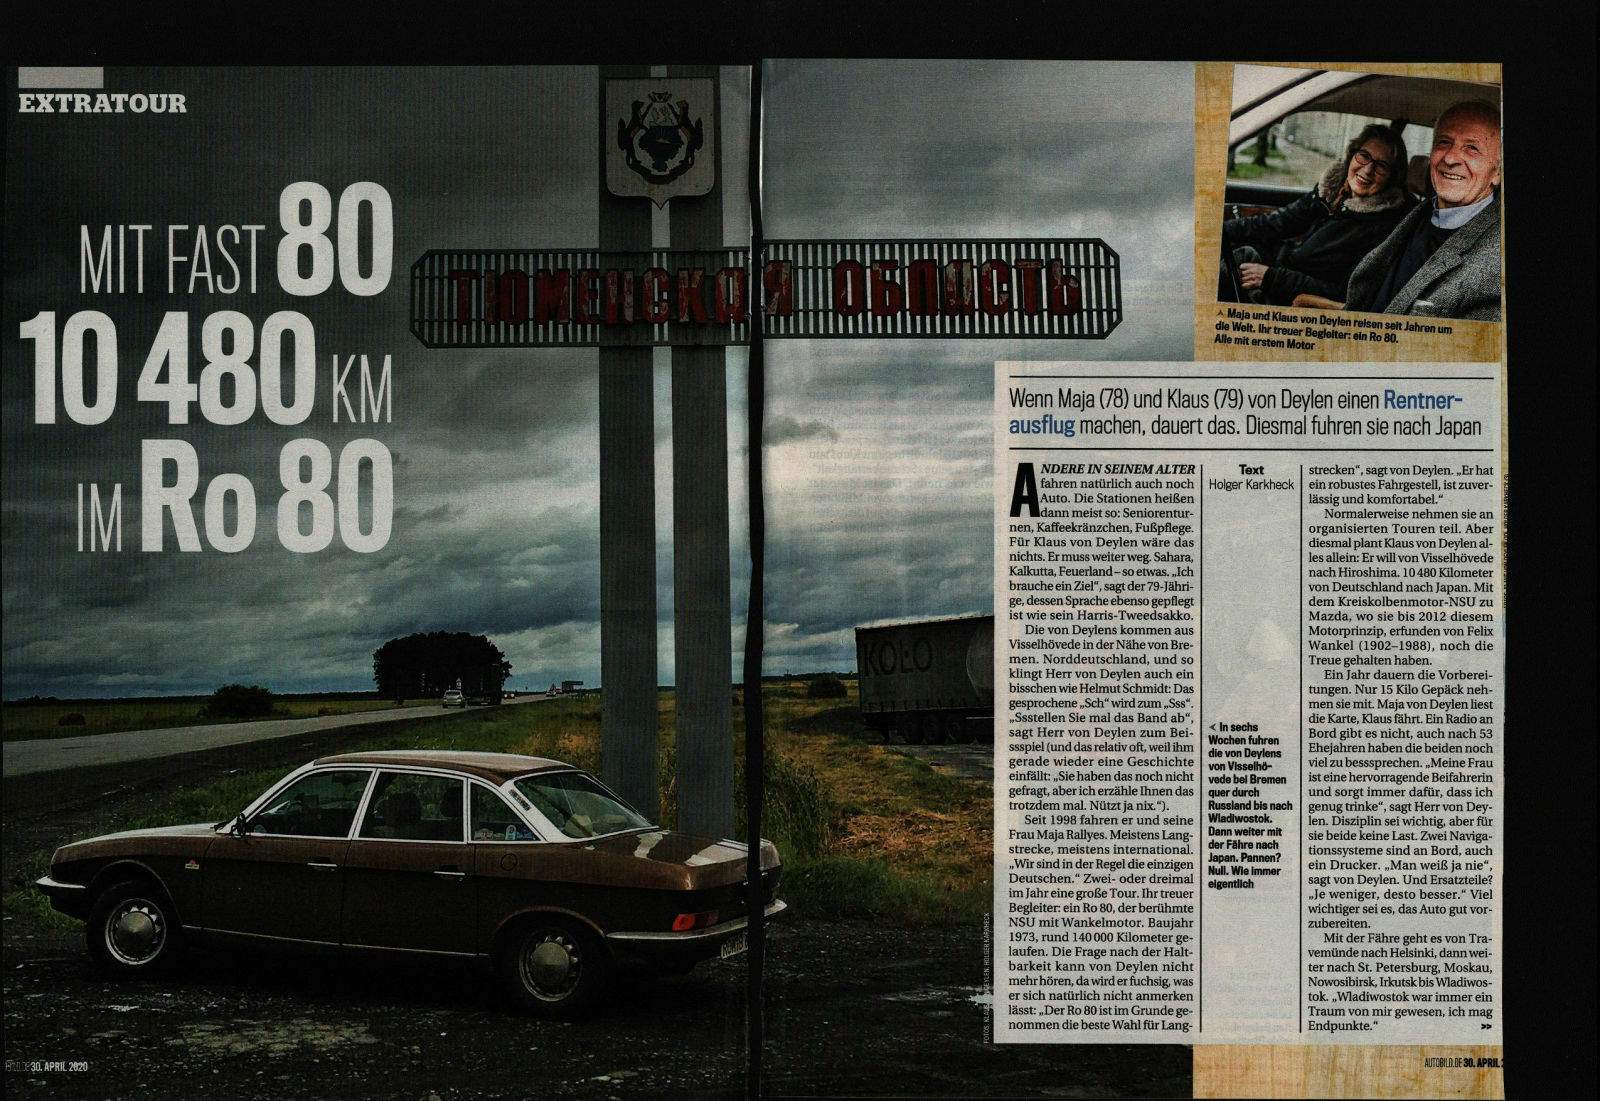 EXTRATOUR
MIT FAST 80
10 480 KM
IM Ro 80
ТЮМЕНСКАЯ ОБЛАСТЬ
KOŁO
30. APRIL 2020
Maja und Klaus von Deylen reisen seit Jahren um
die Welt. Ihr treuer Begleiter: ein Ro 80.
Alle mit erstem Motor
Wenn Maja (78) und Klaus (79) von Deylen einen Rentner-
ausflug machen, dauert das. Diesmal fuhren sie nach Japan
ANDERE IN SEINEM ALTER
fahren natürlich auch noch
Auto. Die Stationen heißen
dann meist so: Seniorentur-
nen, Kaffeekränzchen, Fußpflege.
Für Klaus von Deylen wäre das
nichts. Er muss weiter weg. Sahara,
Kalkutta, Feuerland – so etwas. „Ich
brauche ein Ziel“, sagt der 79-Jähri-
ge, dessen Sprache ebenso gepflegt
ist wie sein Harris-Tweedsakko.
Die von Deylens kommen aus
Visselhövede in der Nähe von Bre-
men. Norddeutschland, und so
klingt Herr von Deylen auch ein
bisschen wie Helmut Schmidt: Das
gesprochene „Sch“ wird zum „Sss“.
„Ssstellen Sie mal das Band ab“,
sagt Herr von Deylen zum Bei-
ssspiel (und das relativ oft, weil ihm
gerade wieder eine Geschichte
einfällt: „Sie haben das noch nicht
gefragt, aber ich erzähle Ihnen das
trotzdem mal. Nützt ja nix.“).
Seit 1998 fahren er und seine
Frau Maja Rallyes. Meistens Lang-
strecke, meistens international.
„Wir sind in der Regel die einzigen
Deutschen.“ Zwei- oder dreimal
im Jahr eine große Tour. Ihr treuer
Begleiter: ein Ro 80, der berühmte
NSU mit Wankelmotor. Baujahr
1973, rund 140 000 Kilometer ge-
laufen. Die Frage nach der Halt-
barkeit kann von Deylen nicht
mehr hören, da wird er fuchsig, was
er sich natürlich nicht anmerken
lässt: „Der Ro 80 ist im Grunde ge-
nommen die beste Wahl für Lang-
Text
Holger Karkheck
< In sechs
Wochen fuhren
die von Deylens
von Visselhö-
vede bei Bremen
quer durch
Russland bis nach
Wladiwostok.
Dann weiter mit
der Fähre nach
Japan. Pannen?
Null. Wie immer
eigentlich
strecken“, sagt von Deylen. „Er hat
ein robustes Fahrgestell, ist zuver-
lässig und komfortabel.“
Normalerweise nehmen sie an
organisierten Touren teil. Aber
diesmal plant Klaus von Deylen al-
les allein: Er will von Visselhövede
nach Hiroshima. 10 480 Kilometer
von Deutschland nach Japan. Mit
dem Kreiskolbenmotor-NSU zu
Mazda, wo sie bis 2012 diesem
Motorprinzip, erfunden von Felix
Wankel (1902–1988), noch die
Treue gehalten haben.
Ein Jahr dauern die Vorberei-
tungen. Nur 15 Kilo Gepäck neh-
men sie mit. Maja von Deylen liest
die Karte, Klaus fährt. Ein Radio an
Bord gibt es nicht, auch nach 53
Ehejahren haben die beiden noch
viel zu besssprechen. „Meine Frau
ist eine hervorragende Beifahrerin
und sorgt immer dafür, dass ich
genug trinke“, sagt Herr von Dey-
len. Disziplin sei wichtig, aber für
sie beide keine Last. Zwei Naviga-
tionssysteme sind an Bord, auch
ein Drucker. „Man weiß ja nie“,
sagt von Deylen. Und Ersatzteile?
„Je weniger, desto besser.“ Viel
wichtiger sei es, das Auto gut vor-
zubereiten.
Mit der Fähre geht es von Tra-
vemünde nach Helsinki, dann wei-
ter nach St. Petersburg, Moskau,
Nowosibirsk, Irkutsk bis Wladiwos-
tok. „Wladiwostok war immer ein
Traum von mir gewesen, ich mag
Endpunkte.“ »
AUTOBILD.DE 30. APRIL